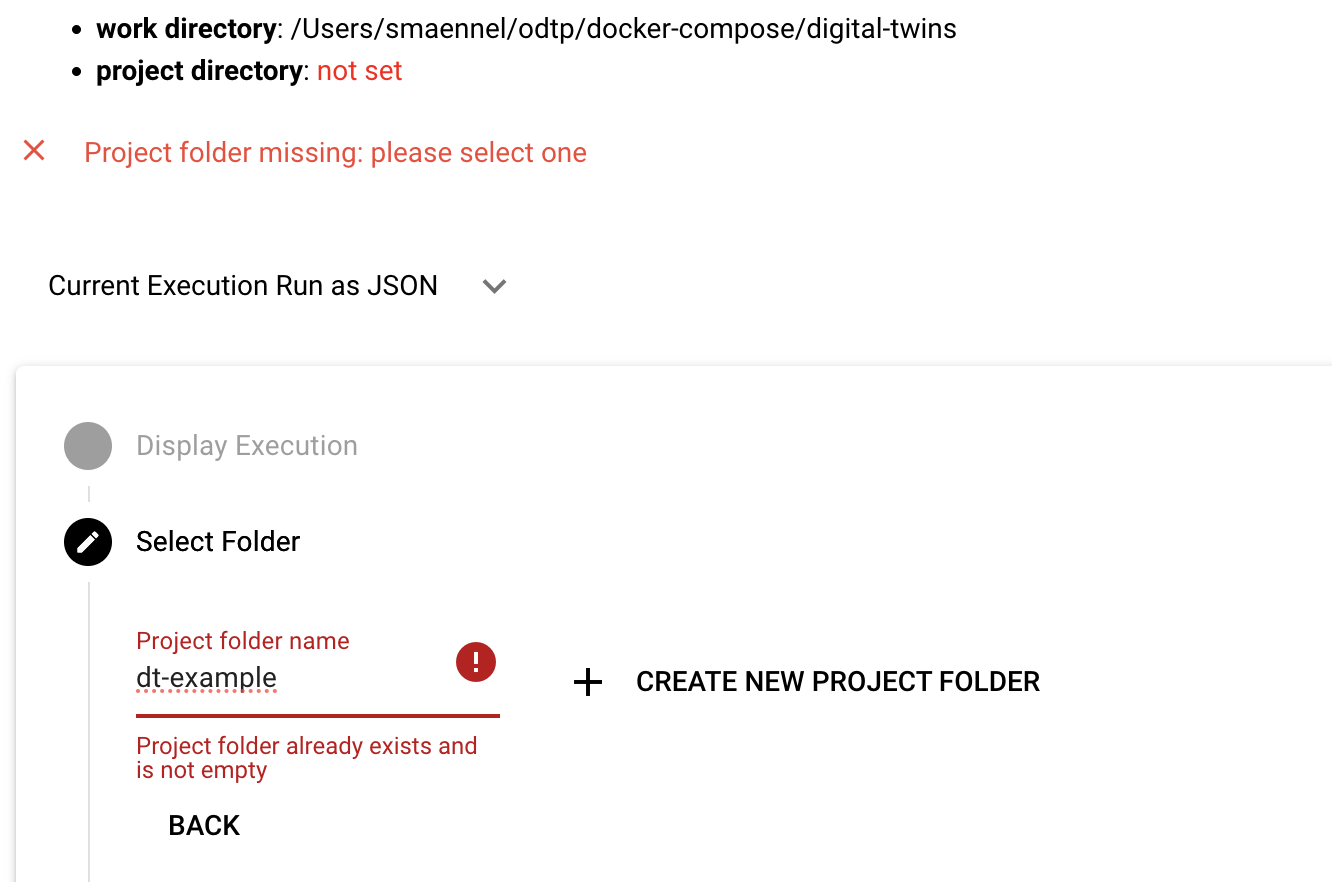 work directory: /Users/smaennel/odtp/docker-compose/digital-twins
project directory: not set
Project folder missing: please select one
Current Execution Run as JSON
Display Execution
Select Folder
Project folder name
dt-example
CREATE NEW PROJECT FOLDER
Project folder already exists and
is not empty
BACK